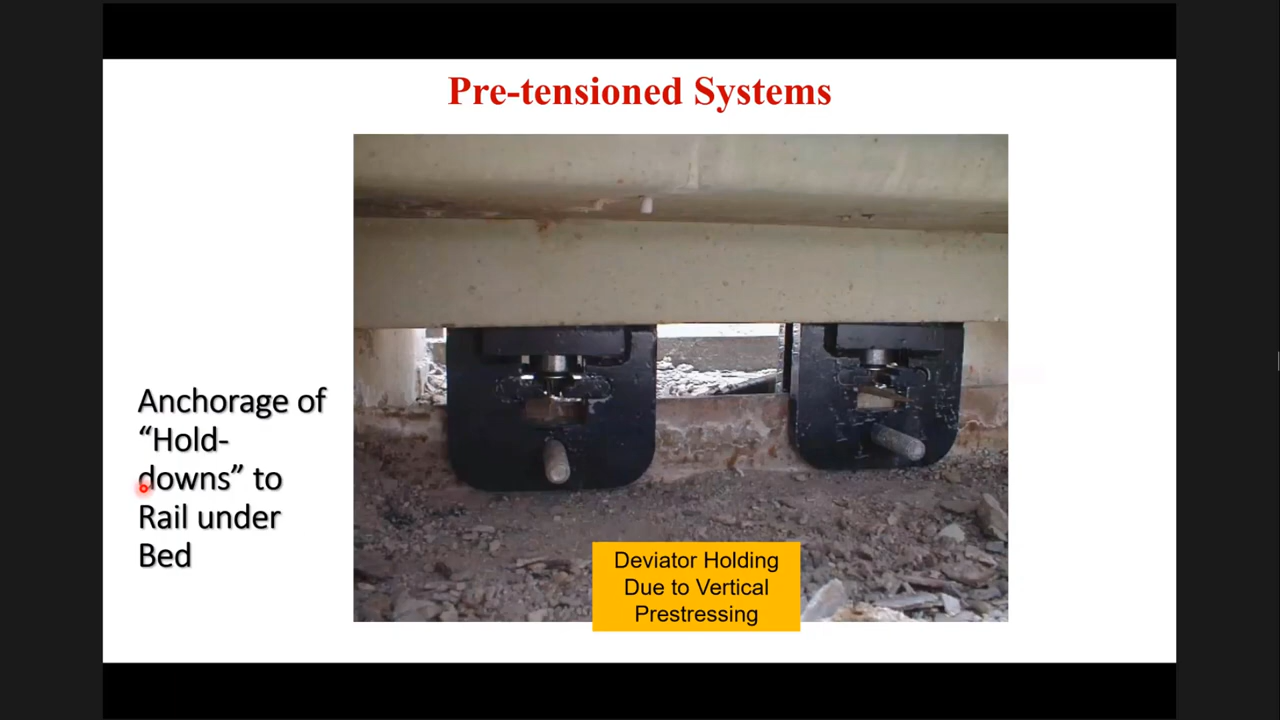 Pre-tensioned Systems
Anchorage of
“Hold-
downs” to
Rail under
Bed
Deviator Holding
Due to Vertical
Prestressing